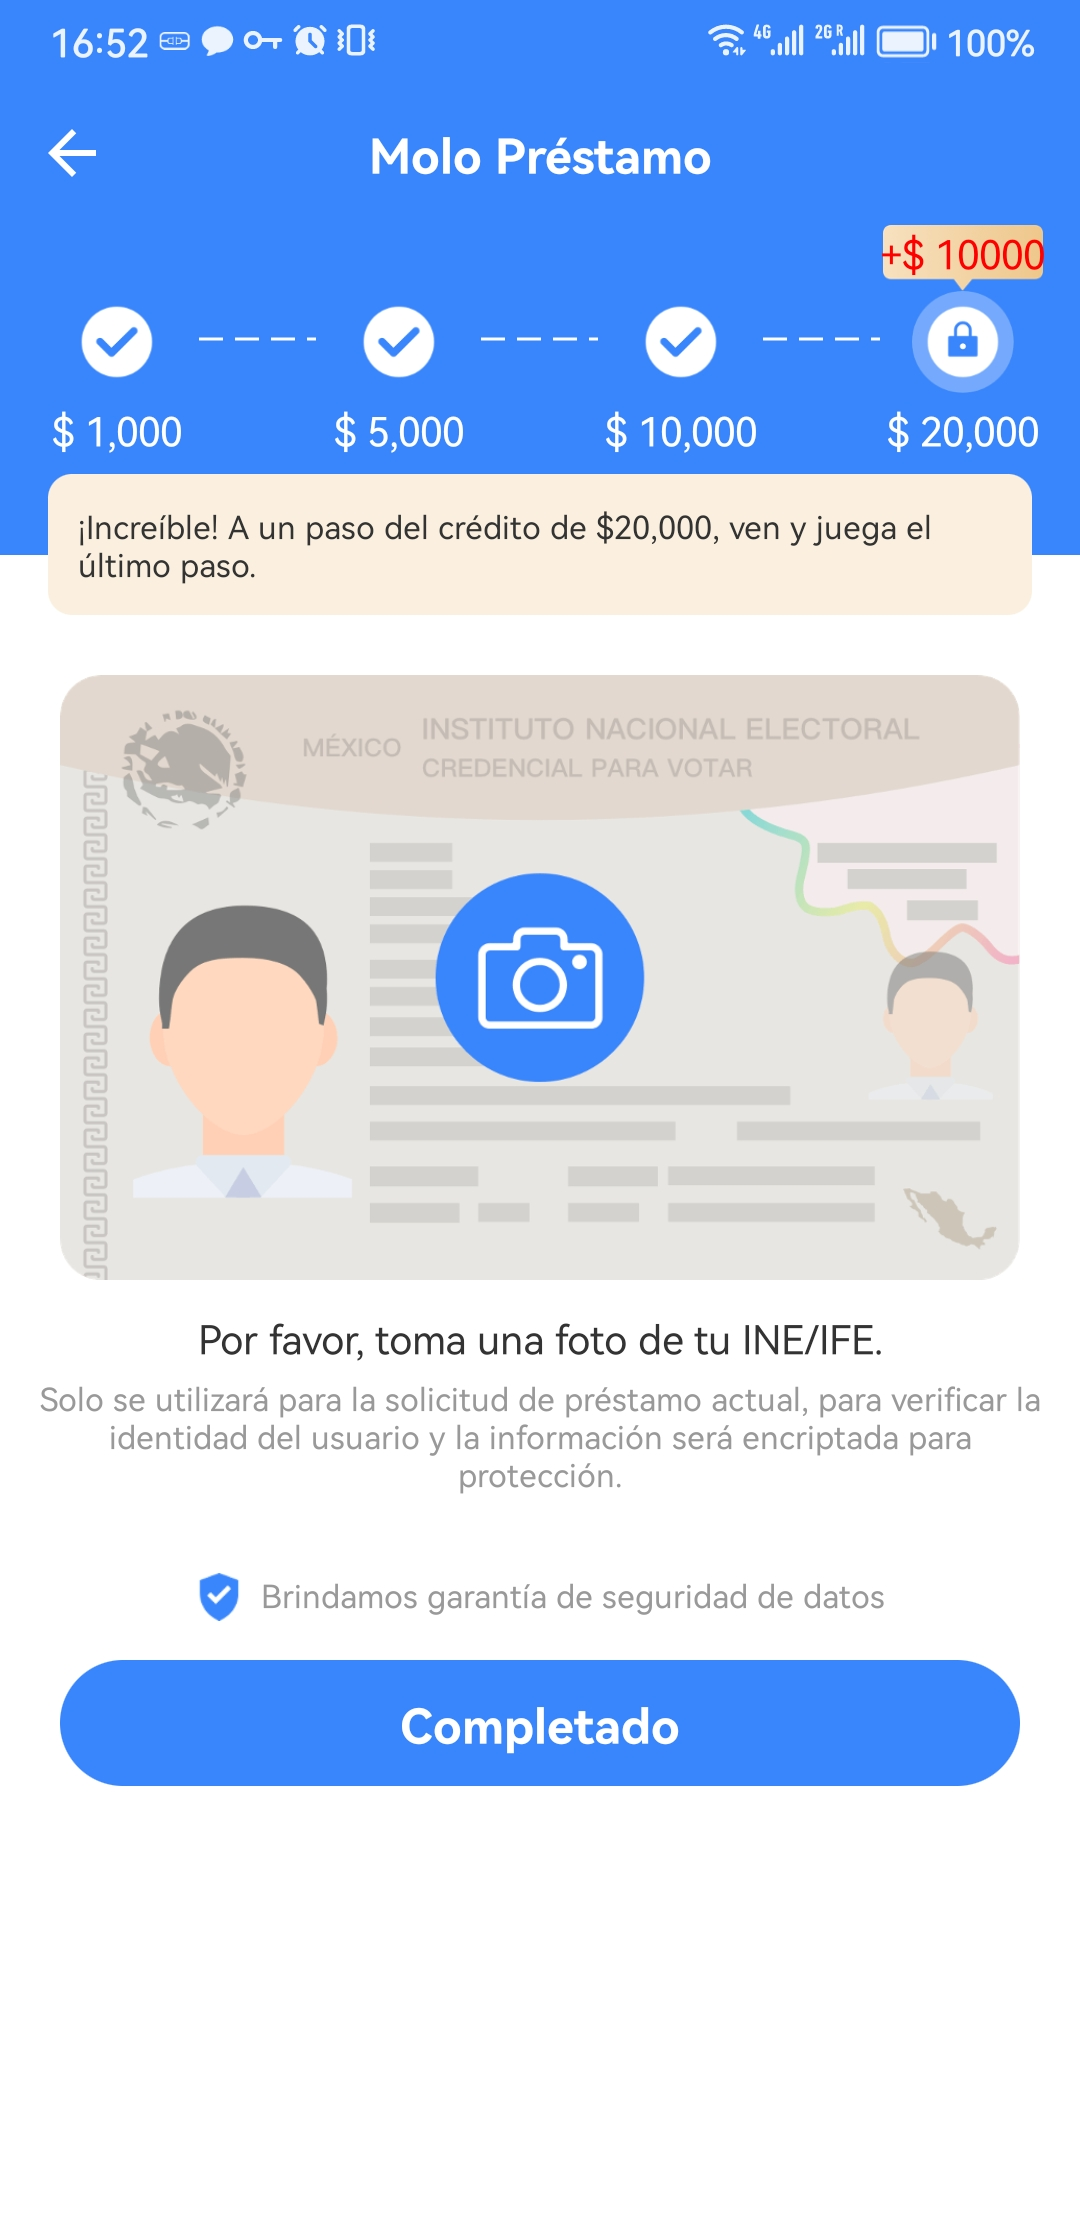 16:52
4G
2G R
100%
Molo Préstamo
+$ 10000
$ 1,000
$ 5,000
$ 10,000
$ 20,000
¡Increíble! A un paso del crédito de $20,000, ven y juega el
último paso.
MÉXICO
INSTITUTO NACIONAL ELECTORAL
CREDENCIAL PARA VOTAR
Por favor, toma una foto de tu INE/IFE.
Solo se utilizará para la solicitud de préstamo actual, para verificar la
identidad del usuario y la información será encriptada para
protección.
Brindamos garantía de seguridad de datos
Completado